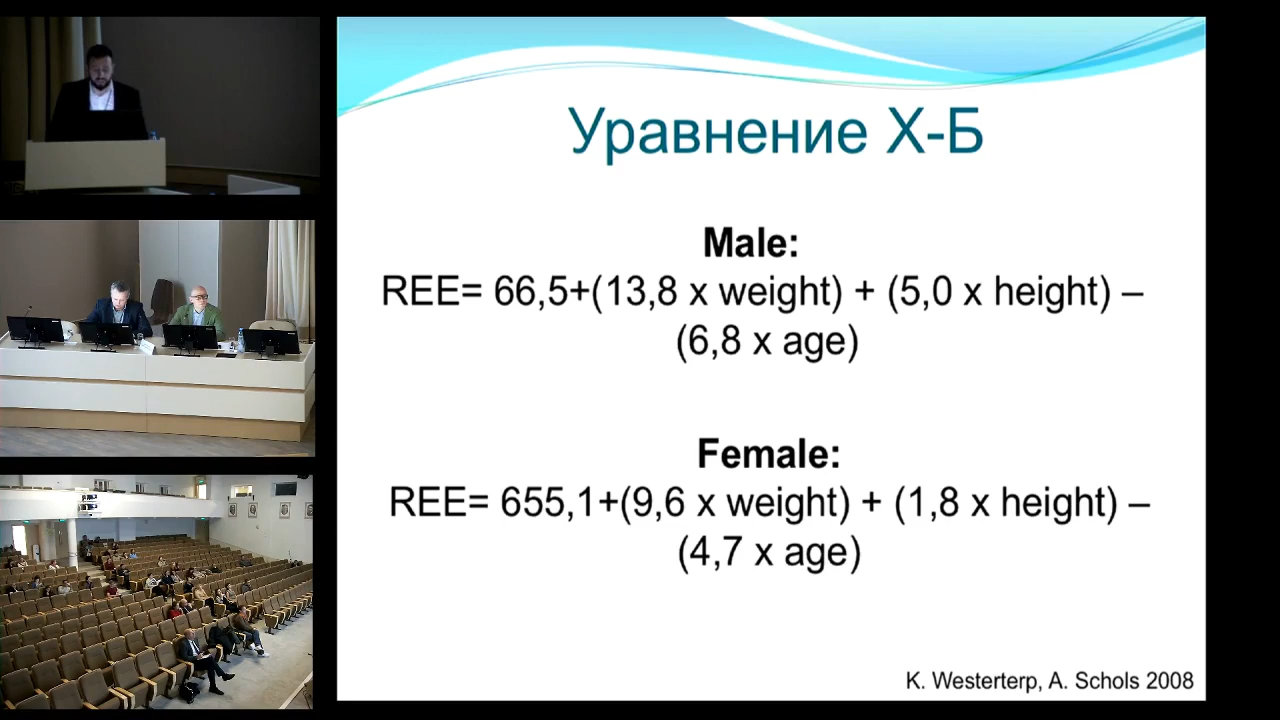 Уравнение Х-Б
Male:
REE= 66,5+(13,8 x weight) + (5,0 x height) –
(6,8 x age)
Female:
REE= 655,1+(9,6 x weight) + (1,8 x height) –
(4,7 x age)
K. Westerterp, A. Schols 2008